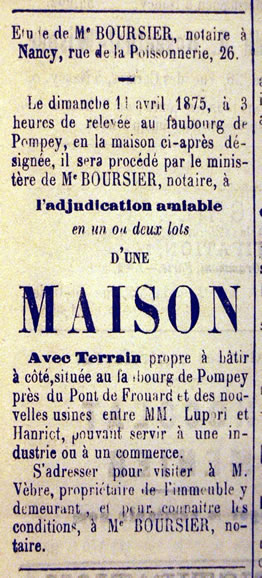 Etude de Me BOURSIER, notaire à
Nancy, rue de la Poissonnerie, 26.
Le dimanche 11 avril 1875, à 3
heures de relevée au faubourg de
Pompey, en la maison ci-après dé-
signée, il sera procédé par le minis-
tère de Me BOURSIER, notaire, à
l'adjudication amiable
en un ou deux lots
D'UNE
MAISON
Avec Terrain propre à bâtir
à côté, située au faubourg de Pompey
près du Pont de Frouard et des nou-
velles usines entre MM. Lupori et
Hanrict, pouvant servir à une in-
dustrie ou à un commerce.
S'adresser pour visiter à M.
Vèbre, propriétaire de l'immeuble y
demeurant, et pour connaître les
conditions, à Me BOURSIER, no-
taire.